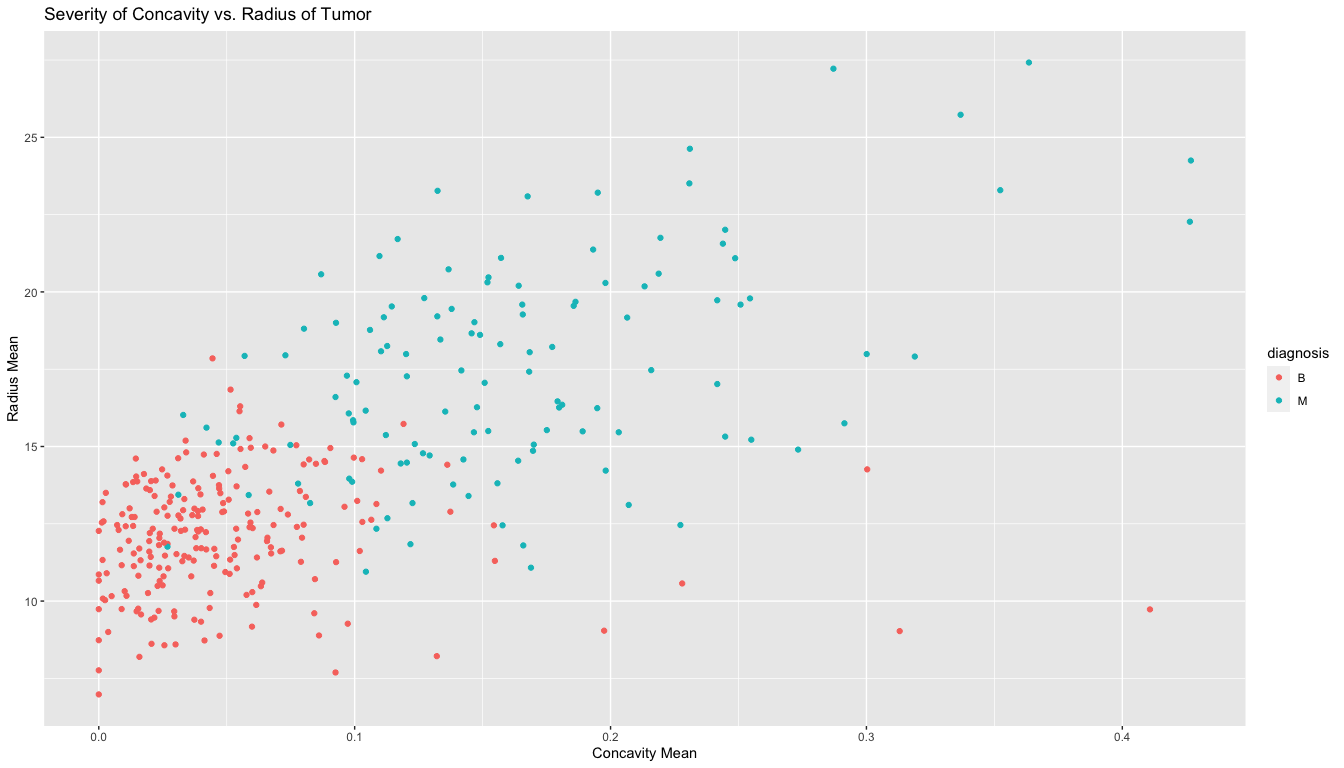 Severity of Concavity vs. Radius of Tumor
Radius Mean
25
20
15
10
0.0 0.1 0.2 0.3 0.4
Concavity Mean
diagnosis
B
M